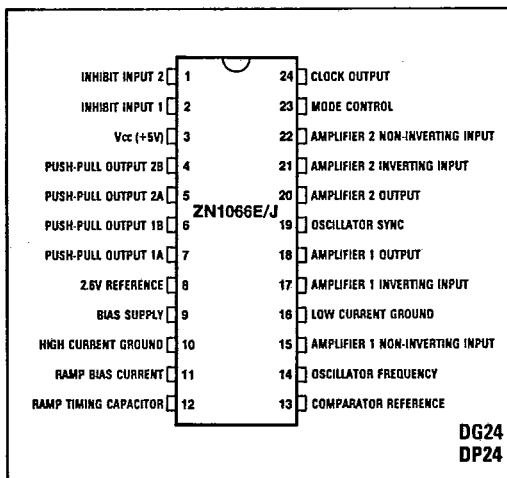 INHIBIT INPUT 2 1 24 CLOCK OUTPUT
INHIBIT INPUT 1 2 23 MODE CONTROL
Vcc (+5V) 3 22 AMPLIFIER 2 NON-INVERTING INPUT
PUSH-PULL OUTPUT 2B 4 21 AMPLIFIER 2 INVERTING INPUT
PUSH-PULL OUTPUT 2A 5 20 AMPLIFIER 2 OUTPUT
ZN1066E/J
PUSH-PULL OUTPUT 1B 6 19 OSCILLATOR SYNC
PUSH-PULL OUTPUT 1A 7 18 AMPLIFIER 1 OUTPUT
2.6V REFERENCE 8 17 AMPLIFIER 1 INVERTING INPUT
BIAS SUPPLY 9 16 LOW CURRENT GROUND
HIGH CURRENT GROUND 10 15 AMPLIFIER 1 NON-INVERTING INPUT
RAMP BIAS CURRENT 11 14 OSCILLATOR FREQUENCY
RAMP TIMING CAPACITOR 12 13 COMPARATOR REFERENCE
DG24
DP24